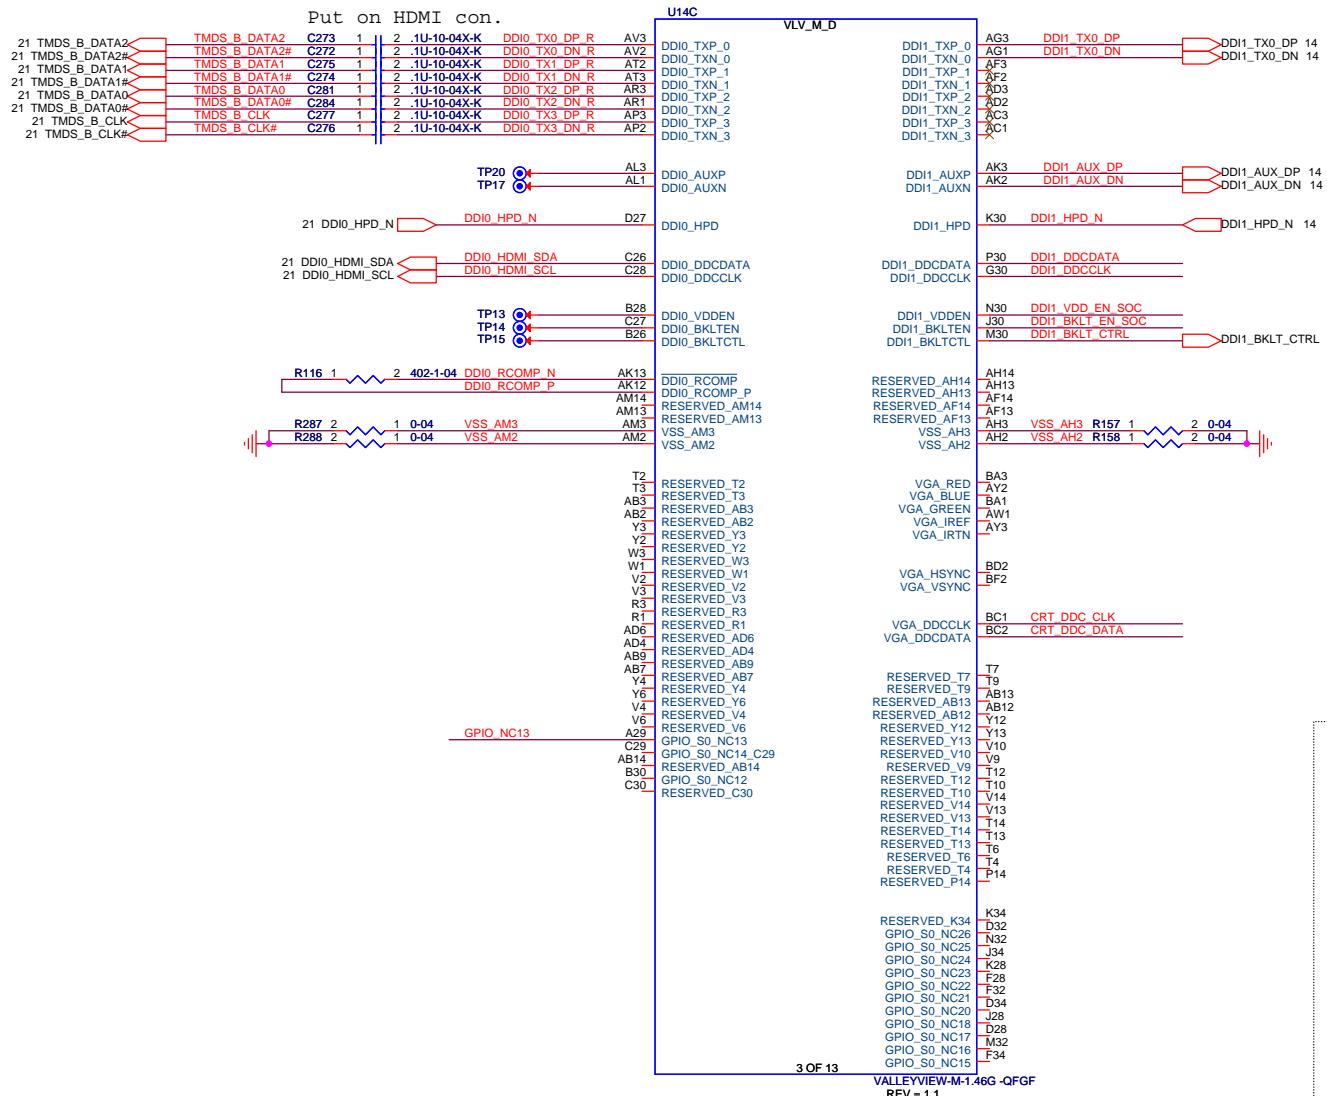 Put on HDMI con.
U14C
VLV_M_D
21 TMDS_B_DATA2 TMDS_B_DATA2 C273 1 2 .1U-10-04X-K DDI0_TX0_DP_R AV3 DDI0_TXP_0
21 TMDS_B_DATA2# TMDS_B_DATA2# C272 1 2 .1U-10-04X-K DDI0_TX0_DN_R AV2 DDI0_TXN_0
21 TMDS_B_DATA1 TMDS_B_DATA1 C275 1 2 .1U-10-04X-K DDI0_TX1_DP_R AT2 DDI0_TXP_1
21 TMDS_B_DATA1# TMDS_B_DATA1# C274 1 2 .1U-10-04X-K DDI0_TX1_DN_R AT3 DDI0_TXN_1
21 TMDS_B_DATA0 TMDS_B_DATA0 C281 1 2 .1U-10-04X-K DDI0_TX2_DP_R AR3 DDI0_TXP_2
21 TMDS_B_DATA0# TMDS_B_DATA0# C284 1 2 .1U-10-04X-K DDI0_TX2_DN_R AR1 DDI0_TXN_2
21 TMDS_B_CLK TMDS_B_CLK C277 1 2 .1U-10-04X-K DDI0_TX3_DP_R AP3 DDI0_TXP_3
21 TMDS_B_CLK# TMDS_B_CLK# C276 1 2 .1U-10-04X-K DDI0_TX3_DN_R AP2 DDI0_TXN_3
TP20 AL3 DDI0_AUXP
TP17 AL1 DDI0_AUXN
21 DDI0_HPD_N DDI0_HPD_N D27 DDI0_HPD
21 DDI0_HDMI_SDA DDI0_HDMI_SDA C26 DDI0_DDCDATA
21 DDI0_HDMI_SCL DDI0_HDMI_SCL C28 DDI0_DDCCLK
TP13 B28 DDI0_VDDEN
TP14 C27 DDI0_BKLTEN
TP15 B26 DDI0_BKLTCTL
R116 1 2 402-1-04 DDI0_RCOMP_N AK13 DDI0_RCOMP
DDI0_RCOMP_P AK12 DDI0_RCOMP_P
AM14 RESERVED_AM14
AM13 RESERVED_AM13
R287 2 1 0-04 VSS_AM3 AM3 VSS_AM3
R288 2 1 0-04 VSS_AM2 AM2 VSS_AM2
T2 RESERVED_T2
T3 RESERVED_T3
AB3 RESERVED_AB3
AB2 RESERVED_AB2
Y3 RESERVED_Y3
Y2 RESERVED_Y2
W3 RESERVED_W3
W1 RESERVED_W1
V2 RESERVED_V2
V3 RESERVED_V3
R3 RESERVED_R3
R1 RESERVED_R1
AD6 RESERVED_AD6
AD4 RESERVED_AD4
AB9 RESERVED_AB9
AB7 RESERVED_AB7
Y4 RESERVED_Y4
Y6 RESERVED_Y6
V4 RESERVED_V4
V6 RESERVED_V6
GPIO_NC13 A29 GPIO_S0_NC13
C29 GPIO_S0_NC14_C29
AB14 RESERVED_AB14
B30 GPIO_S0_NC12
C30 RESERVED_C30
DDI1_TXP_0 AG3 DDI1_TX0_DP DDI1_TX0_DP 14
DDI1_TXN_0 AG1 DDI1_TX0_DN DDI1_TX0_DN 14
DDI1_TXP_1 AF3
DDI1_TXN_1 AF2
DDI1_TXP_2 AD3
DDI1_TXN_2 AD2
DDI1_TXP_3 AC3
DDI1_TXN_3 AC1
DDI1_AUXP AK3 DDI1_AUX_DP DDI1_AUX_DP 14
DDI1_AUXN AK2 DDI1_AUX_DN DDI1_AUX_DN 14
DDI1_HPD K30 DDI1_HPD_N DDI1_HPD_N 14
DDI1_DDCDATA P30 DDI1_DDCDATA
DDI1_DDCCLK G30 DDI1_DDCCLK
DDI1_VDDEN N30 DDI1_VDD_EN_SOC
DDI1_BKLTEN J30 DDI1_BKLT_EN_SOC
DDI1_BKLTCTL M30 DDI1_BKLT_CTRL DDI1_BKLT_CTRL
RESERVED_AH14 AH14
RESERVED_AH13 AH13
RESERVED_AF14 AF14
RESERVED_AF13 AF13
VSS_AH3 AH3 VSS_AH3 R157 1 2 0-04
VSS_AH2 AH2 VSS_AH2 R158 1 2 0-04
VGA_RED BA3
VGA_BLUE AY2
VGA_GREEN BA1
VGA_IREF AW1
VGA_IRTN AY3
VGA_HSYNC BD2
VGA_VSYNC BF2
VGA_DDCCLK BC1 CRT_DDC_CLK
VGA_DDCDATA BC2 CRT_DDC_DATA
RESERVED_T7 T7
RESERVED_T9 T9
RESERVED_AB13 AB13
RESERVED_AB12 AB12
RESERVED_Y12 Y12
RESERVED_Y13 Y13
RESERVED_V10 V10
RESERVED_V9 V9
RESERVED_T12 T12
RESERVED_T10 T10
RESERVED_V14 V14
RESERVED_V13 V13
RESERVED_T14 T14
RESERVED_T13 T13
RESERVED_T6 T6
RESERVED_T4 T4
RESERVED_P14 P14
RESERVED_K34 K34
GPIO_S0_NC26 D32
GPIO_S0_NC25 N32
GPIO_S0_NC24 J34
GPIO_S0_NC23 K28
GPIO_S0_NC22 F28
GPIO_S0_NC21 F32
GPIO_S0_NC20 D34
GPIO_S0_NC18 J28
GPIO_S0_NC17 D28
GPIO_S0_NC16 M32
GPIO_S0_NC15 F34
3 OF 13
VALLEYVIEW-M-1.46G -QFGF
REV = 1.1